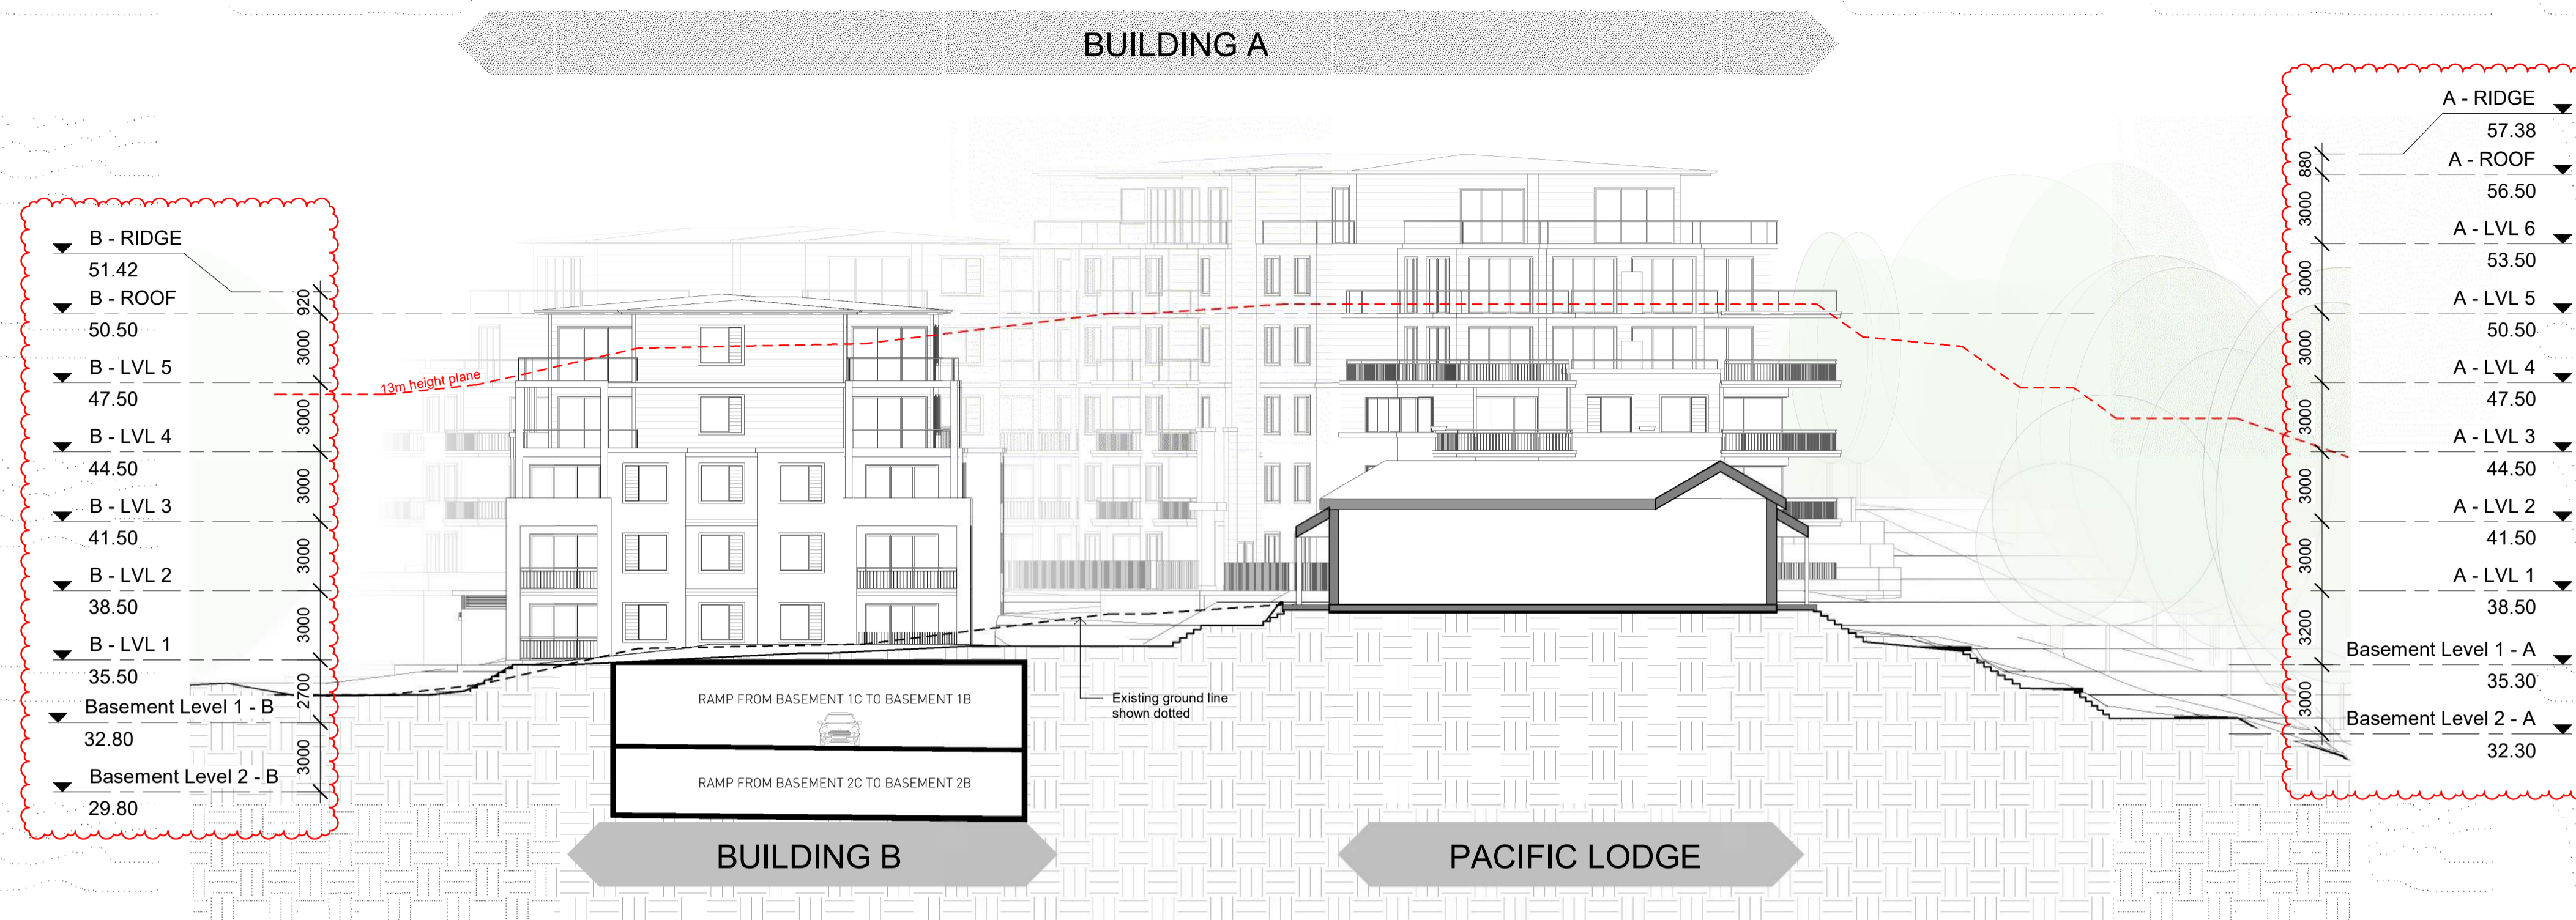 BUILDING A
B - RIDGE
51.42
B - ROOF
50.50
B - LVL 5
47.50
B - LVL 4
44.50
B - LVL 3
41.50
B - LVL 2
38.50
B - LVL 1
35.50
Basement Level 1 - B
32.80
Basement Level 2 - B
29.80
920
3000
3000
3000
3000
3000
2700
3000
13m height plane
RAMP FROM BASEMENT 1C TO BASEMENT 1B
RAMP FROM BASEMENT 2C TO BASEMENT 2B
Existing ground line
shown dotted
BUILDING B
PACIFIC LODGE
880
3000
3000
3000
3000
3000
3000
3200
3000
A - RIDGE
57.38
A - ROOF
56.50
A - LVL 6
53.50
A - LVL 5
50.50
A - LVL 4
47.50
A - LVL 3
44.50
A - LVL 2
41.50
A - LVL 1
38.50
Basement Level 1 - A
35.30
Basement Level 2 - A
32.30